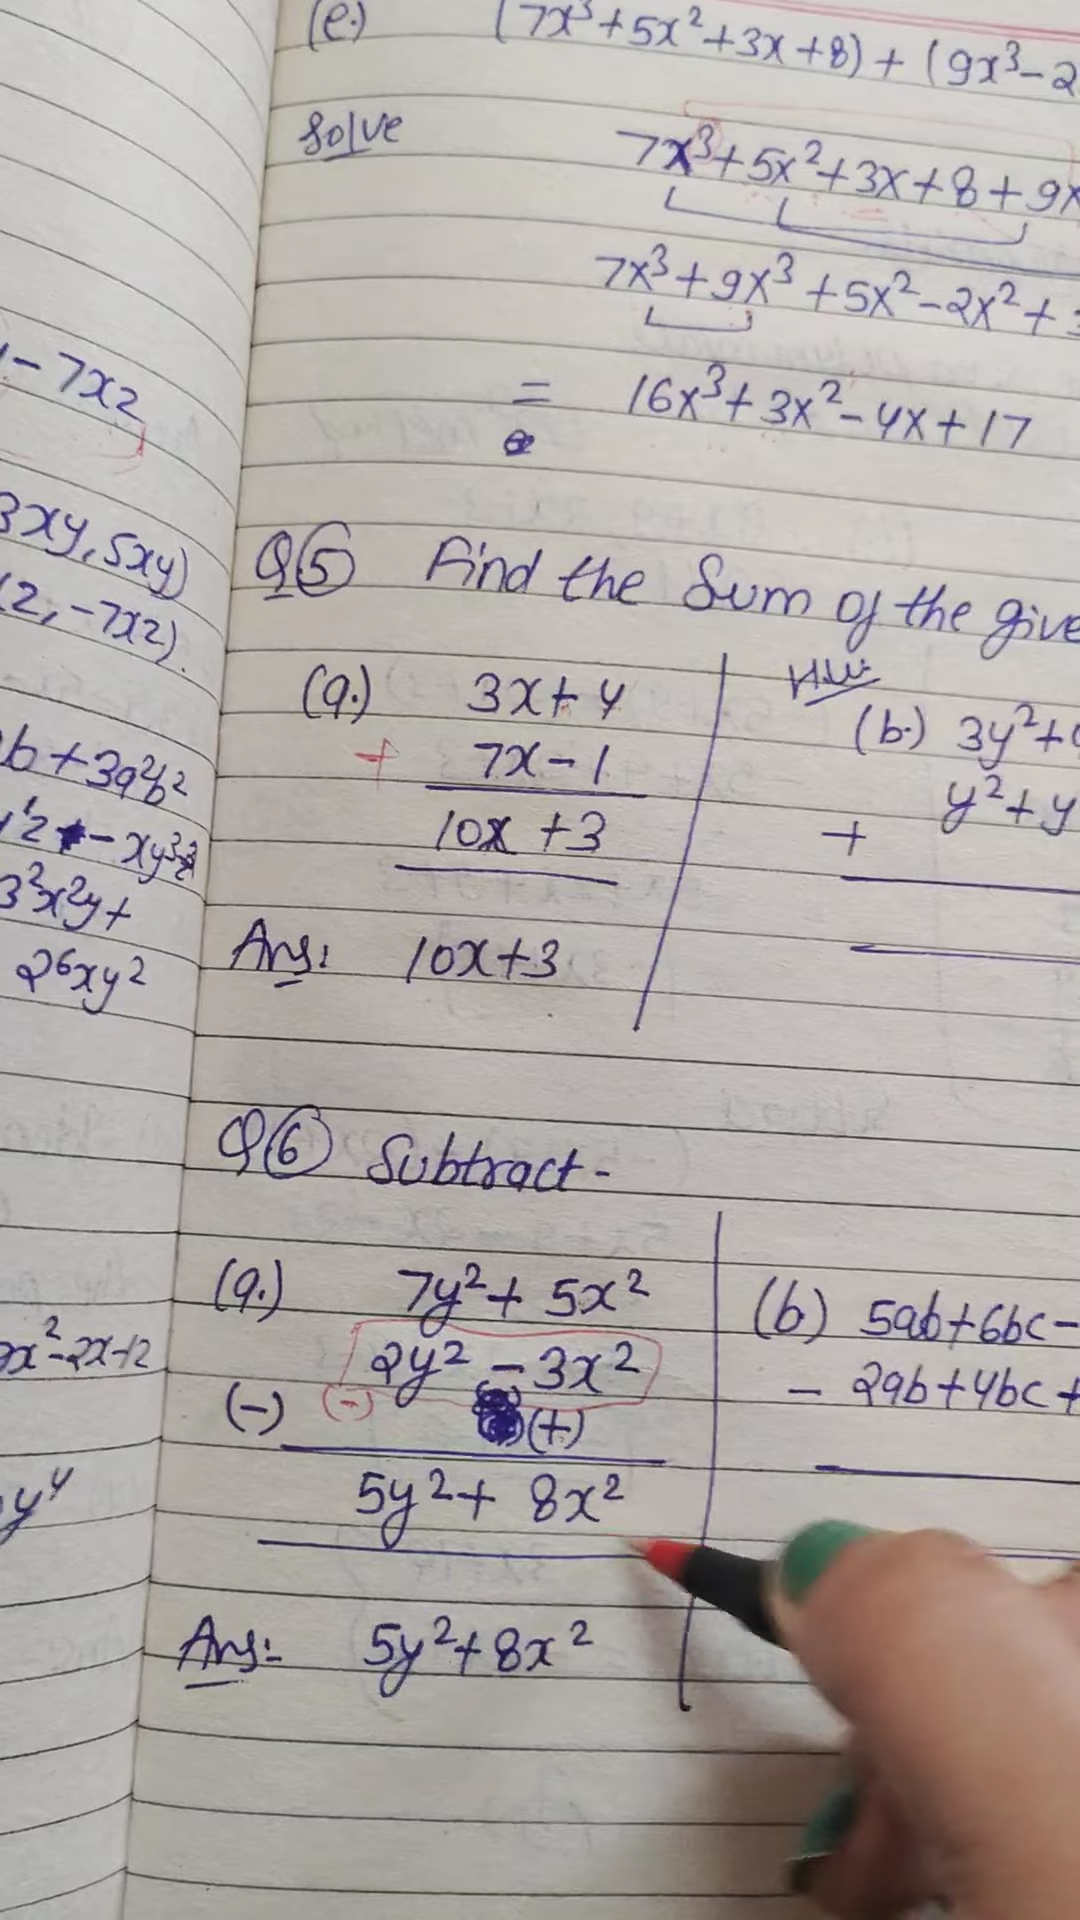 - 7x2
3xy, 5xy)
2, -7x2).
b + 3a²b²
- xy³
3²x²y +
2⁶xy²
x² - 2x + 12
y⁴
(e.) (7x³ + 5x² + 3x + 8) + (9x³ - 2
Solve 7x³ + 5x² + 3x + 8 + 9x
7x³ + 9x³ + 5x² - 2x² +
= 16x³ + 3x² - 4x + 17
Q5 Find the Sum of the give
(a.) 3x + 4
+ 7x - 1
10x + 3
Ans: 10x + 3
H.W.
(b.) 3y² +
+ y² + y
Q6 Subtract -
(a.) 7y² + 5x²
2y² - 3x²
(-) (-) (+)
5y² + 8x²
Ans:- 5y² + 8x²
(b) 5ab + 6bc -
- 2ab + 4bc +